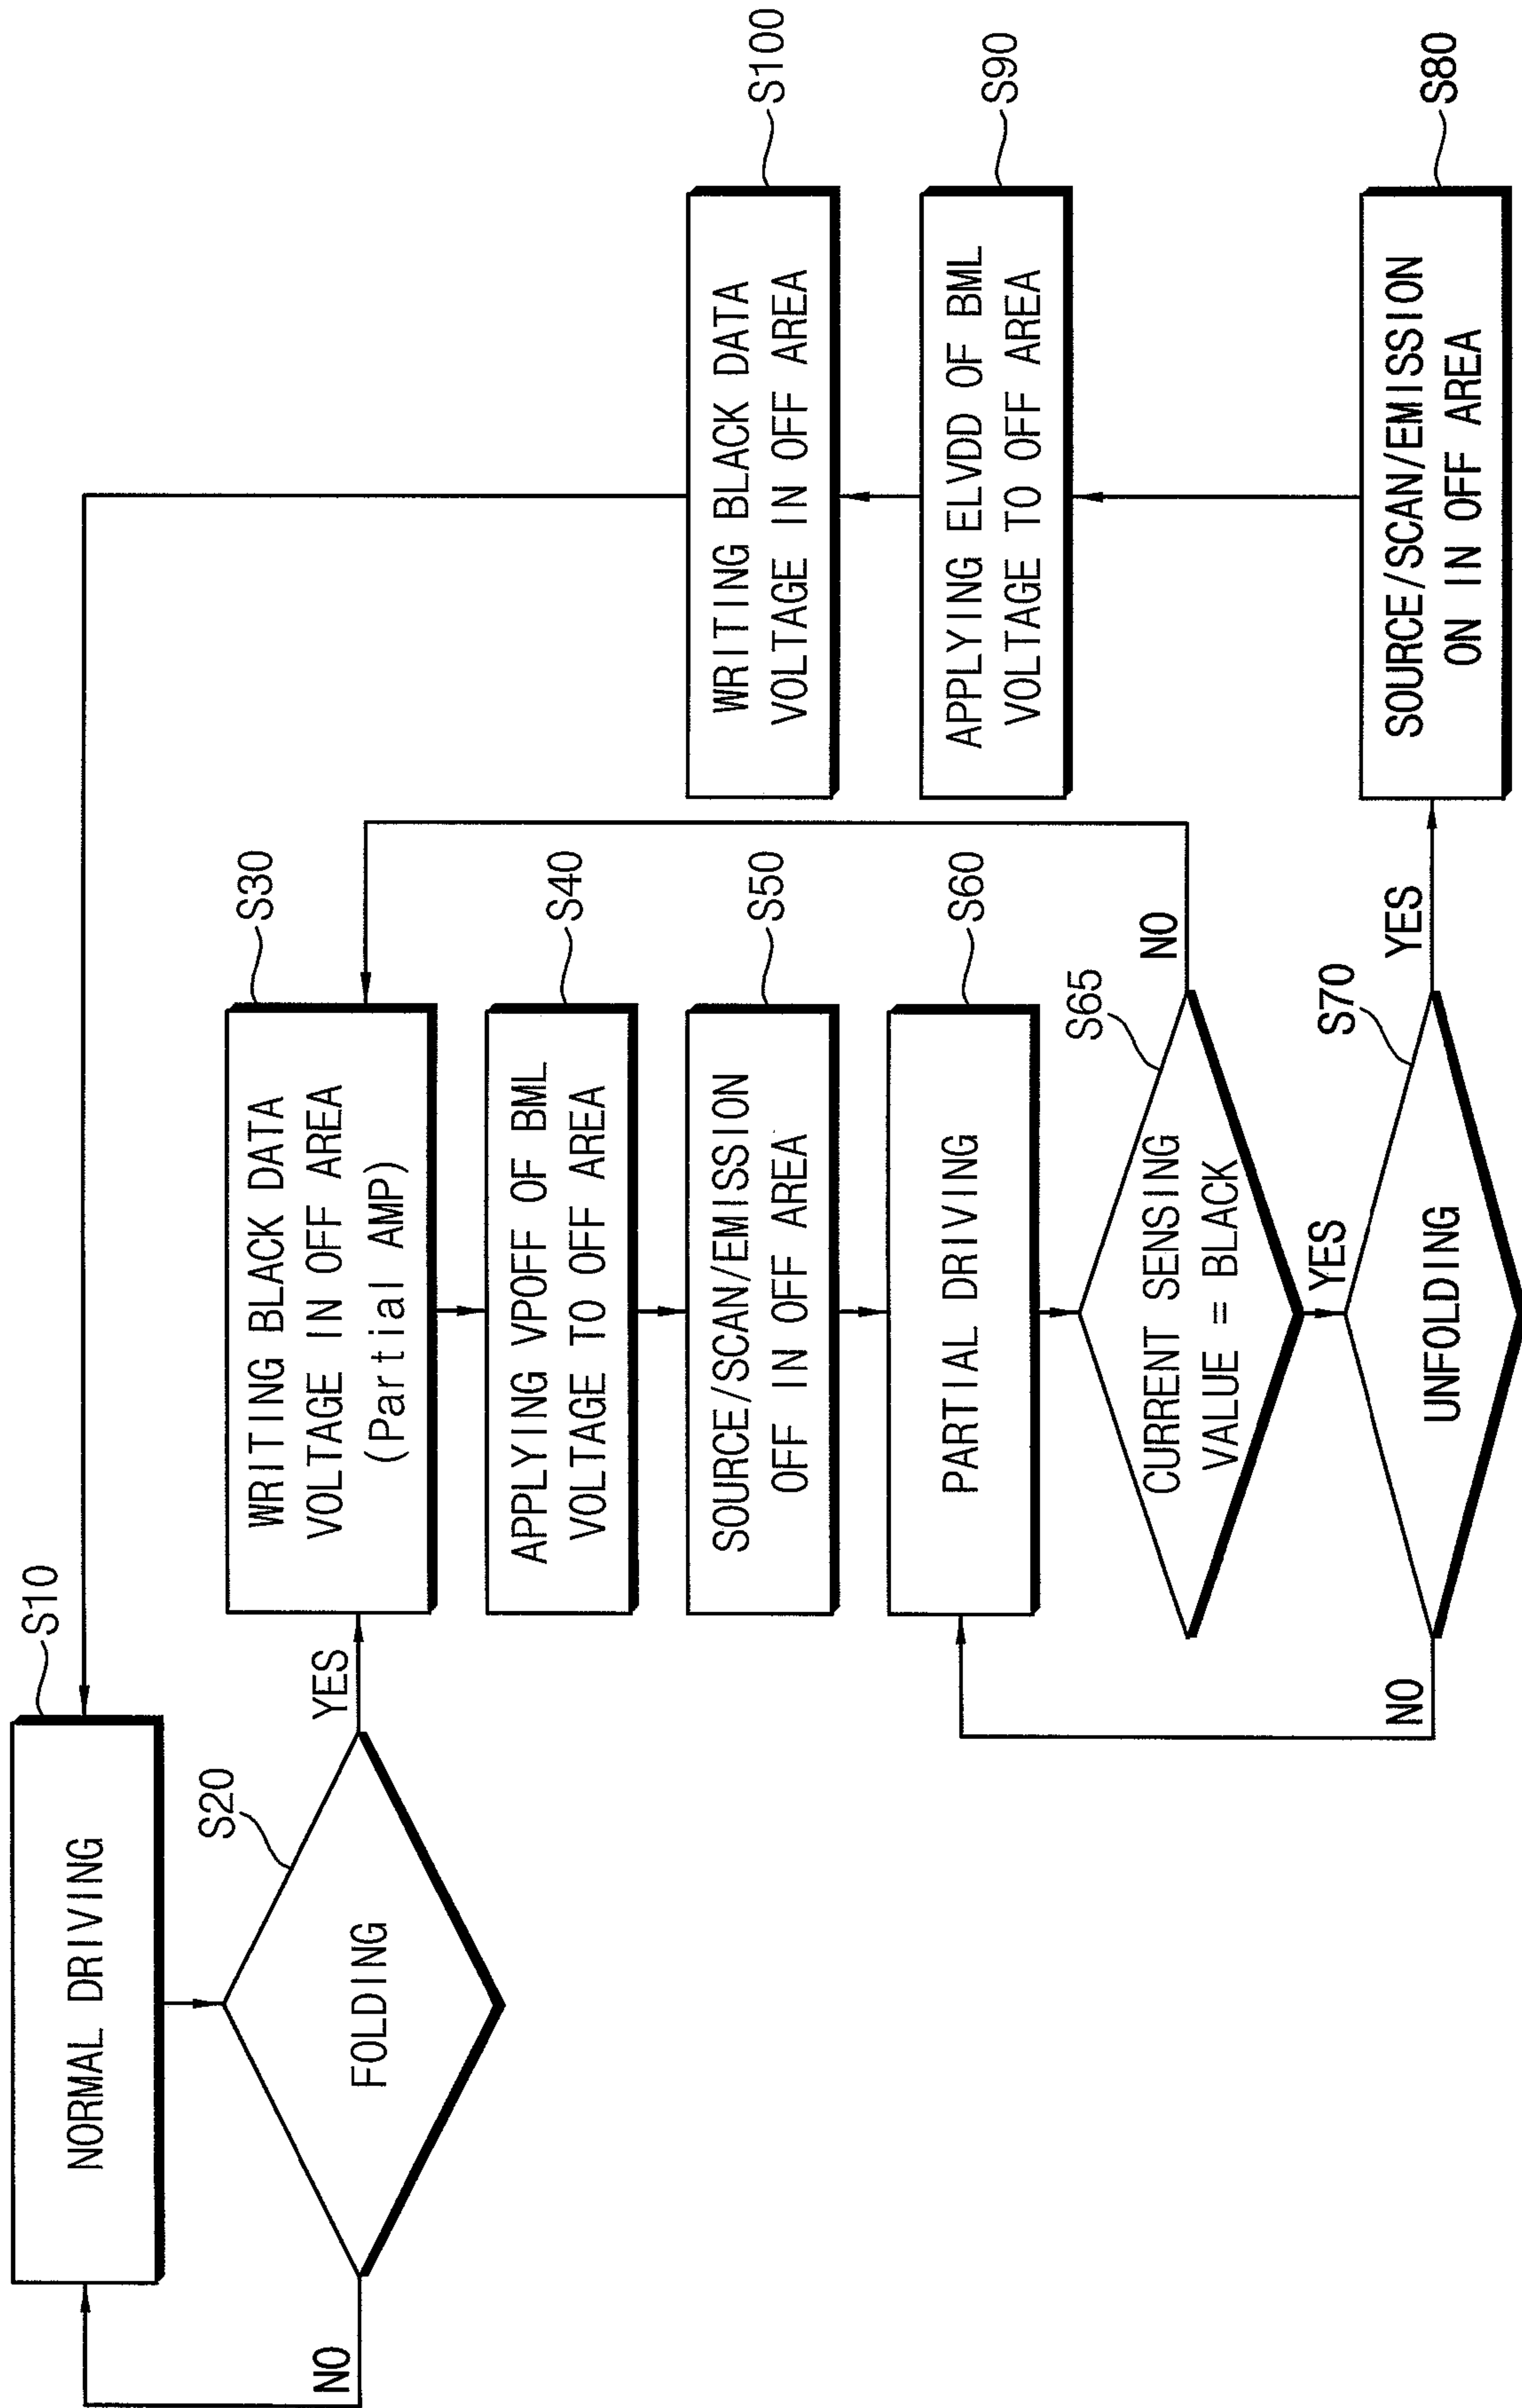 S10
NORMAL DRIVING
S20
FOLDING
NO
YES
S30
WRITING BLACK DATA
VOLTAGE IN OFF AREA
(Partial AMP)
S40
APPLYING VPOFF OF BML
VOLTAGE TO OFF AREA
S50
SOURCE/SCAN/EMISSION
OFF IN OFF AREA
S60
PARTIAL DRIVING
S65
CURRENT SENSING
VALUE = BLACK
NO
YES
S70
UNFOLDING
NO
YES
S80
SOURCE/SCAN/EMISSION
ON IN OFF AREA
S90
APPLYING ELVDD OF BML
VOLTAGE TO OFF AREA
S100
WRITING BLACK DATA
VOLTAGE IN OFF AREA